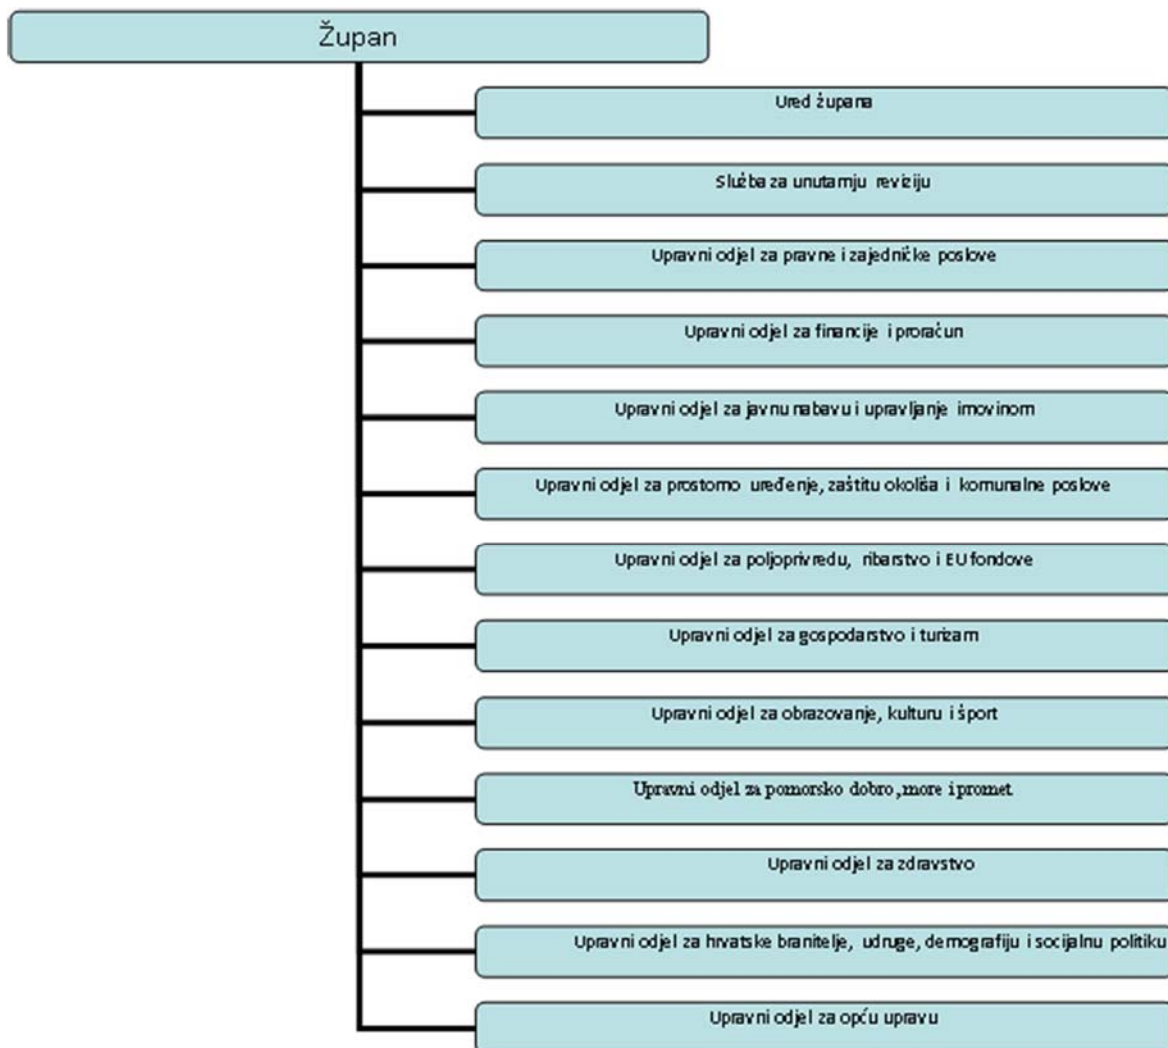 Župan
Ured župana
Služba za unutarnju reviziju
Upravni odjel za pravne i zajedničke poslove
Upravni odjel za financije i proračun
Upravni odjel za javnu nabavu i upravljanje imovinom
Upravni odjel za prostorno uređenje, zaštitu okoliša i komunalne poslove
Upravni odjel za poljoprivredu, ribarstvo i EU fondove
Upravni odjel za gospodarstvo i turizam
Upravni odjel za obrazovanje, kulturu i šport
Upravni odjel za pomorsko dobro, more i promet
Upravni odjel za zdravstvo
Upravni odjel za hrvatske branitelje, udruge, demografiju i socijalnu politiku
Upravni odjel za opću upravu